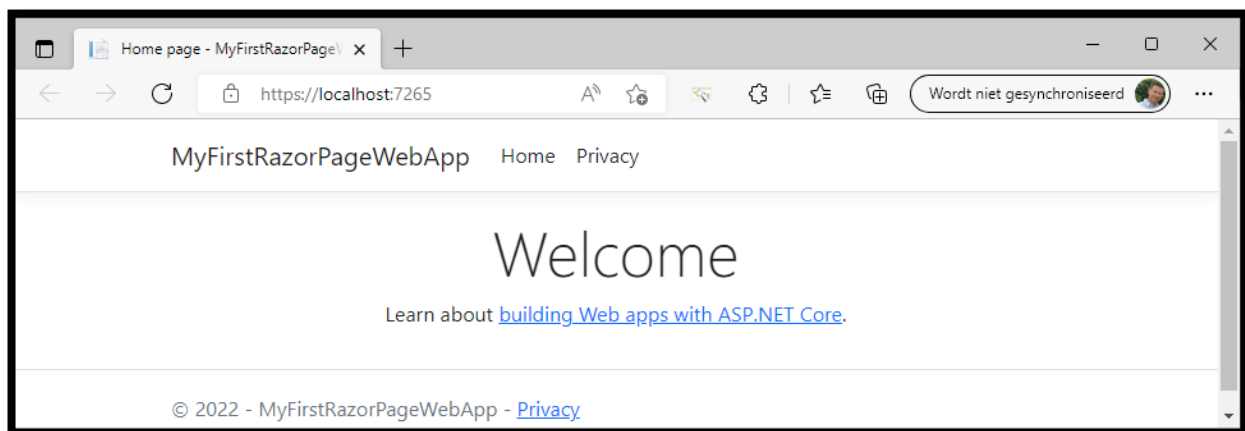 Home page - MyFirstRazorPageW
https://localhost:7265
Wordt niet gesynchroniseerd
MyFirstRazorPageWebApp Home Privacy
Welcome
Learn about building Web apps with ASP.NET Core.
© 2022 - MyFirstRazorPageWebApp - Privacy